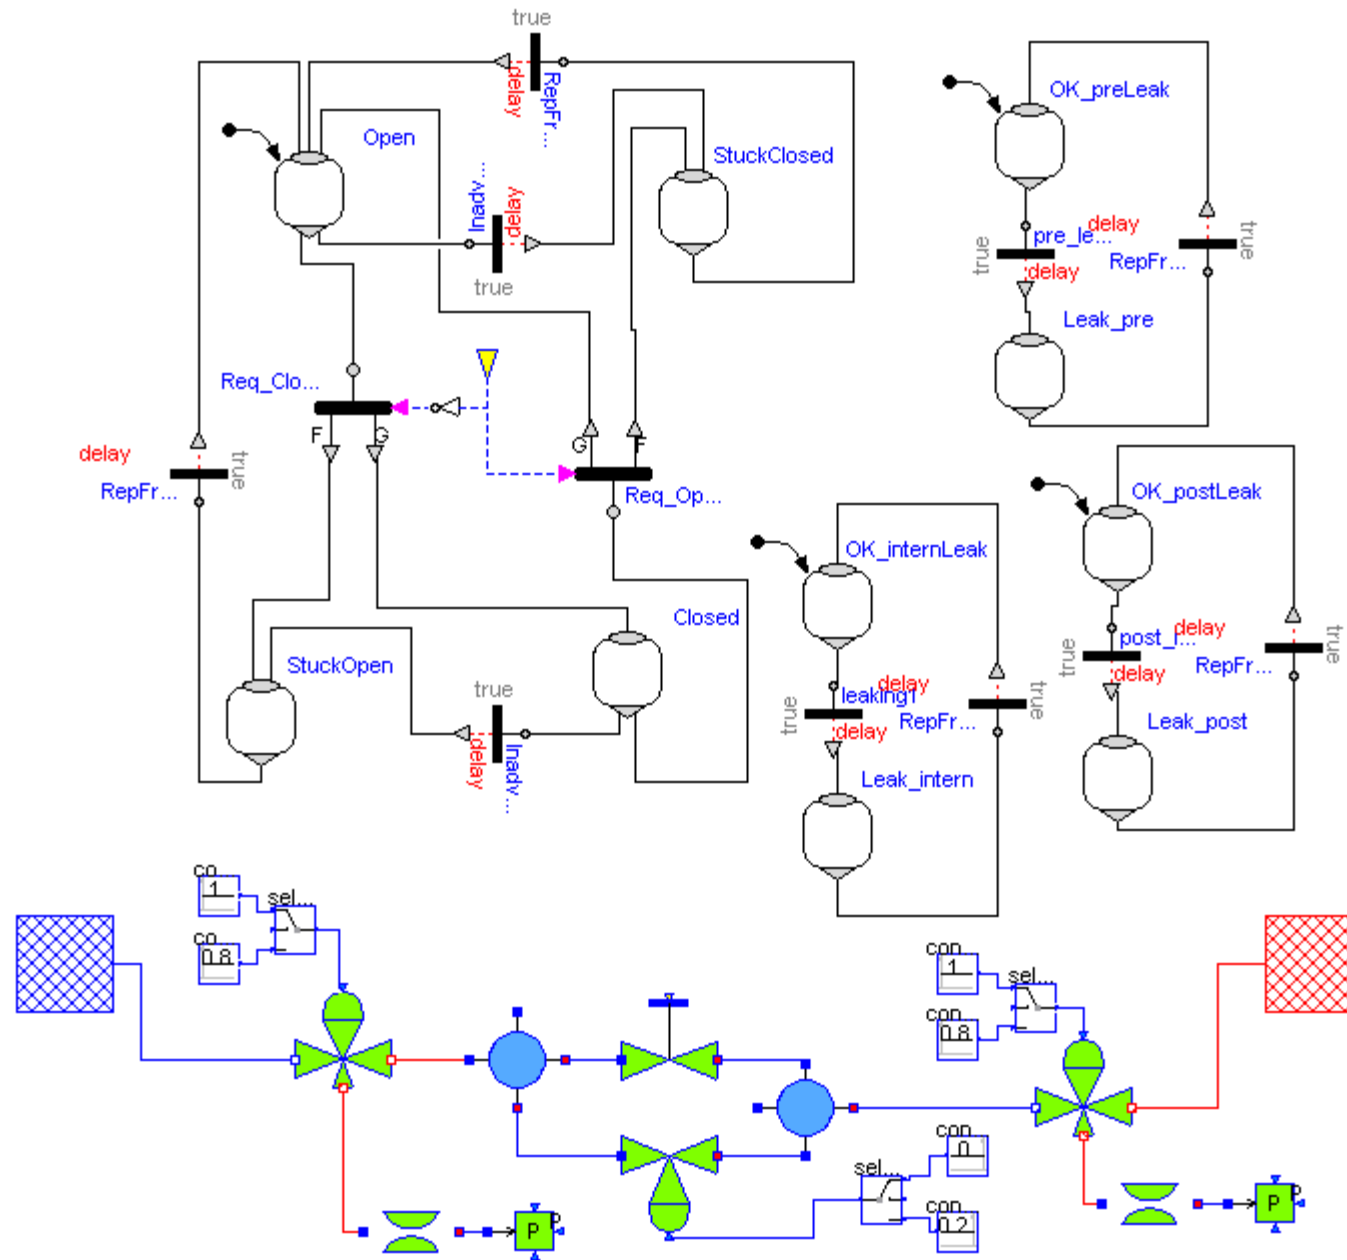 true
delay
RepFr...
Open
Inadv...
delay
true
StuckClosed
OK_preLeak
true
pre_le...
delay
delay
RepFr...
true
Leak_pre
Req_Clo...
F
G
delay
RepFr...
true
G
F
Req_Op...
OK_postLeak
true
post_l...
delay
delay
RepFr...
true
Leak_post
OK_internLeak
true
leaking1
delay
delay
RepFr...
true
Leak_intern
Closed
StuckOpen
true
delay
Inadv...
co
1
sel...
co
0.8
con
1
sel...
con
0.8
con
0
sel...
con
0.2
P
p
P
p